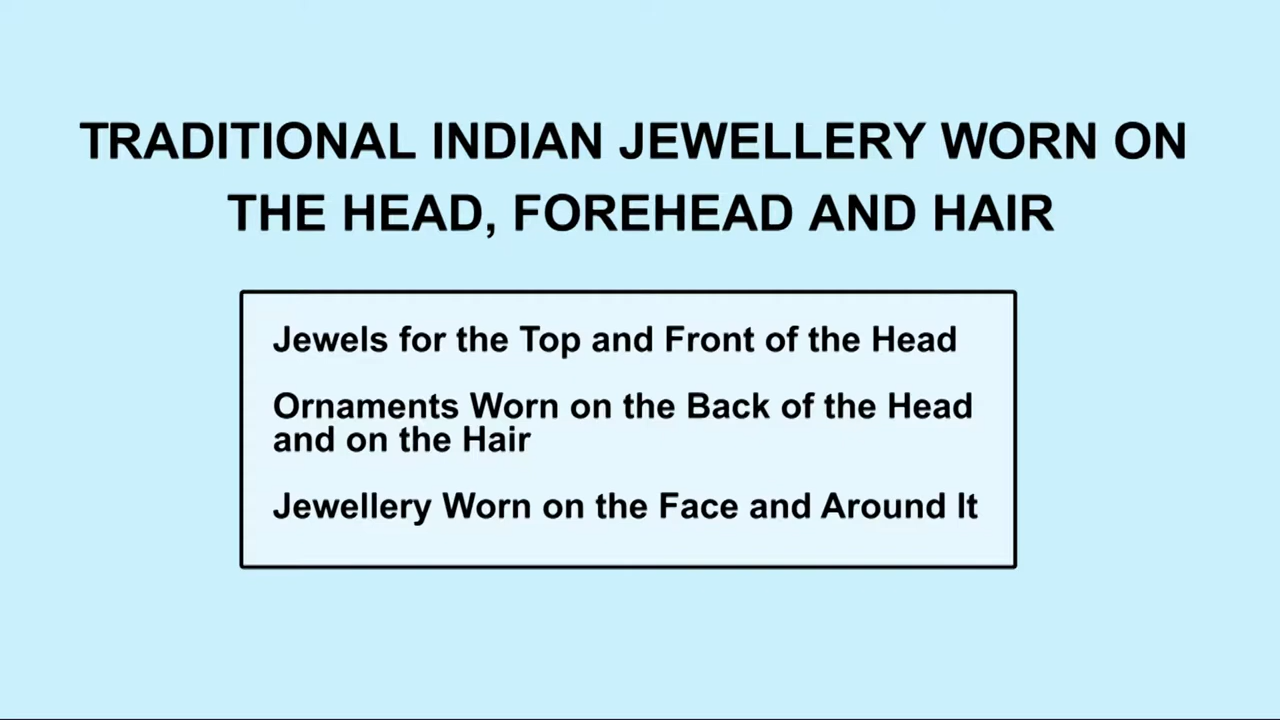 TRADITIONAL INDIAN JEWELLERY WORN ON
THE HEAD, FOREHEAD AND HAIR
Jewels for the Top and Front of the Head
Ornaments Worn on the Back of the Head
and on the Hair
Jewellery Worn on the Face and Around It